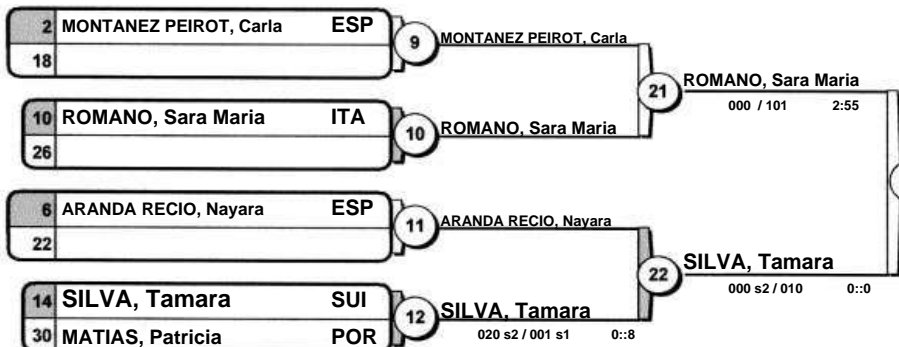 2 MONTANEZ PEIROT, Carla ESP
18
9
MONTANEZ PEIROT, Carla
10 ROMANO, Sara Maria ITA
26
10
ROMANO, Sara Maria
21
ROMANO, Sara Maria
000 / 101 2:55
6 ARANDA RECIO, Nayara ESP
22
11
ARANDA RECIO, Nayara
14 SILVA, Tamara SUI
30 MATIAS, Patricia POR
12
SILVA, Tamara
020 s2 / 001 s1 0::8
22
SILVA, Tamara
000 s2 / 010 0::0